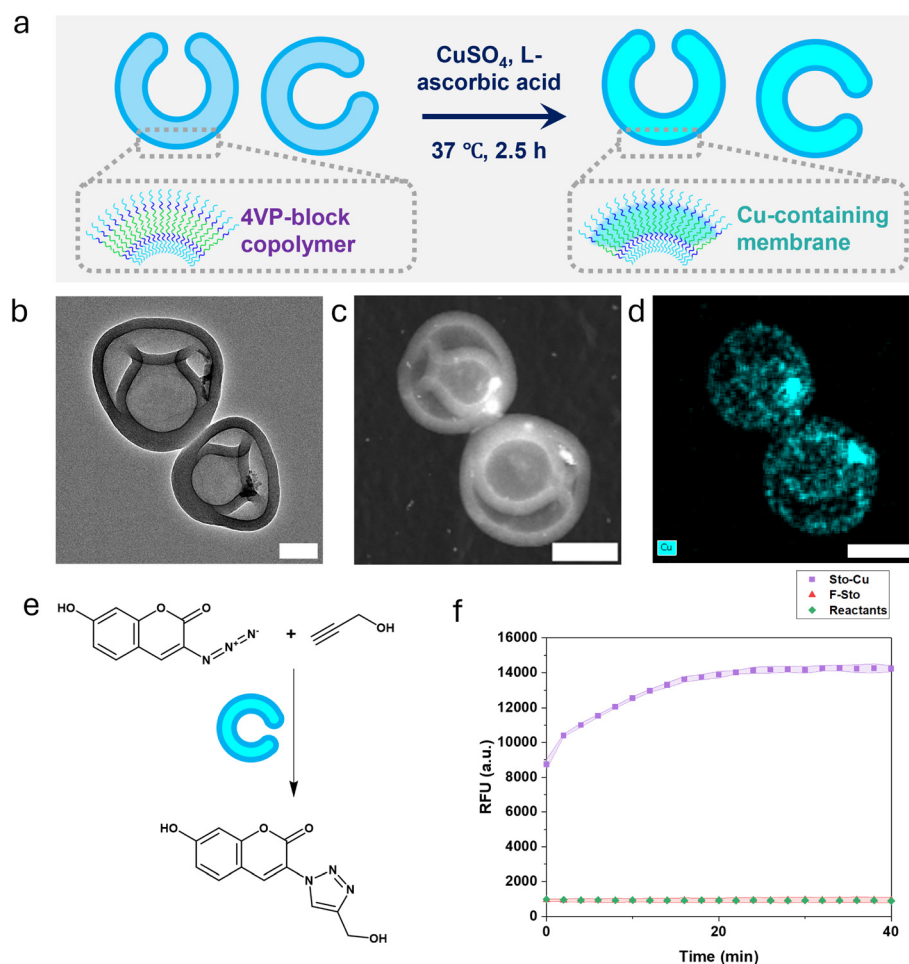 a
CuSO₄, L-
ascorbic acid
37 ℃, 2.5 h
4VP-block
copolymer
Cu-containing
membrane
b
c
d
Cu
e
HO
O
O
N
N⁺
N⁻
+
OH
HO
O
O
N
N
N
OH
f
Sto-Cu
F-Sto
Reactants
16000
14000
12000
10000
8000
6000
4000
2000
0
RFU (a.u.)
0
20
40
Time (min)